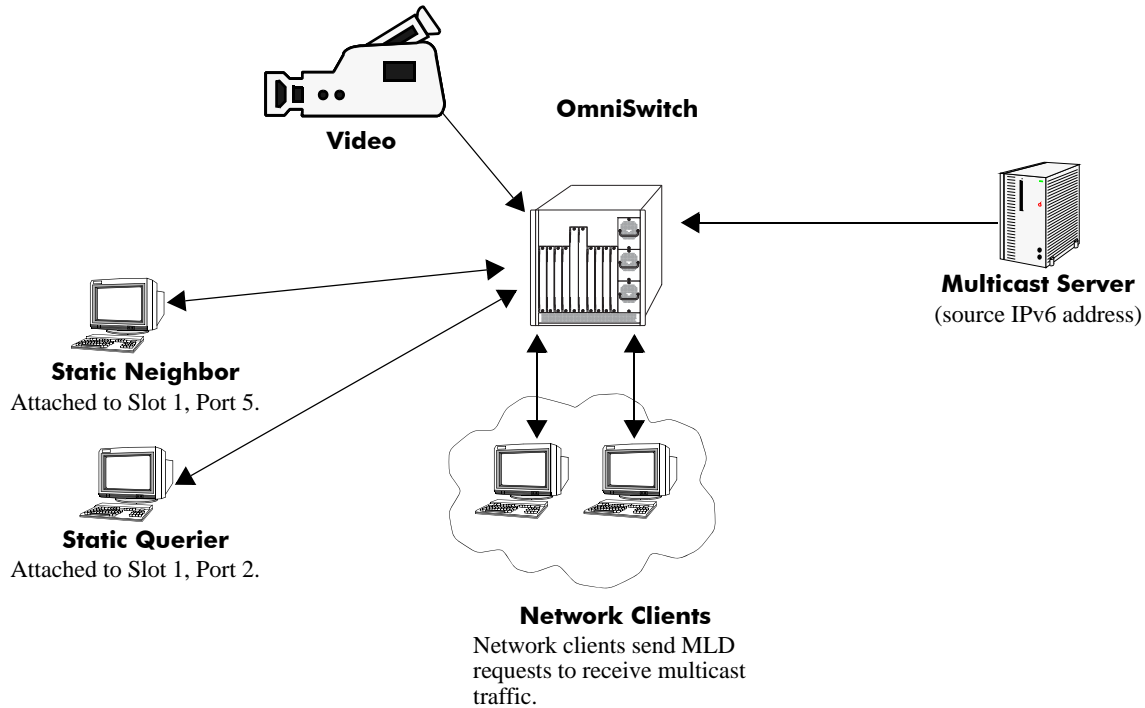 OmniSwitch
Video
Multicast Server
(source IPv6 address)
Static Neighbor
Attached to Slot 1, Port 5.
Static Querier
Attached to Slot 1, Port 2.
Network Clients
Network clients send MLD
requests to receive multicast
traffic.